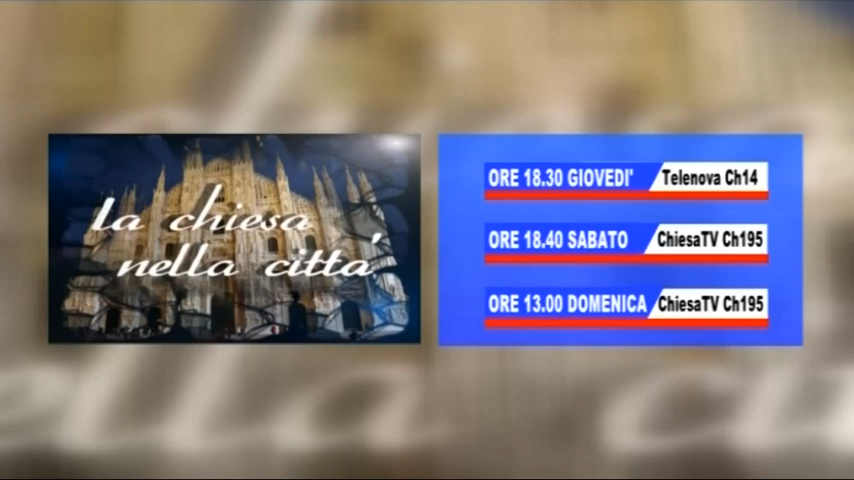 la chiesa
nella città
ORE 18.30 GIOVEDI' Telenova Ch14
ORE 18.40 SABATO ChiesaTV Ch195
ORE 13.00 DOMENICA ChiesaTV Ch195